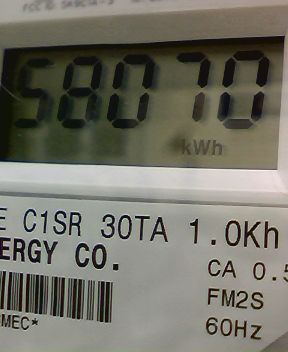 58070
kWh
E C1SR 30TA 1.0Kh
ERGY CO.
CA 0.5
FM2S
MEC*
60Hz